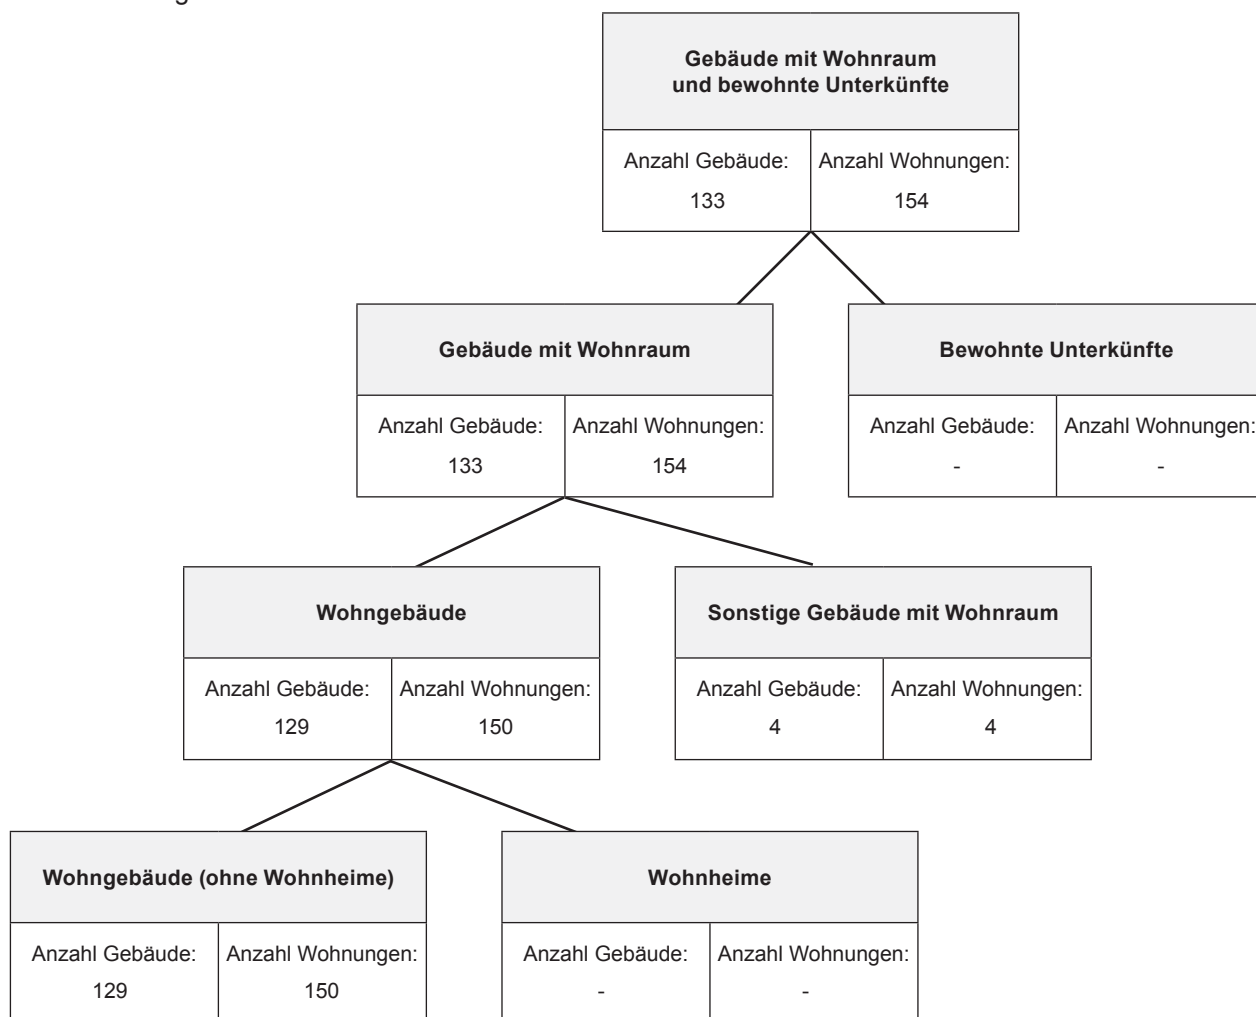 Gebäude mit Wohnraum
und bewohnte Unterkünfte
Anzahl Gebäude: Anzahl Wohnungen:
133 154
Gebäude mit Wohnraum
Bewohnte Unterkünfte
Anzahl Gebäude: Anzahl Wohnungen:
133 154
Anzahl Gebäude: Anzahl Wohnungen:
- -
Wohngebäude
Sonstige Gebäude mit Wohnraum
Anzahl Gebäude: Anzahl Wohnungen:
129 150
Anzahl Gebäude: Anzahl Wohnungen:
4 4
Wohngebäude (ohne Wohnheime)
Wohnheime
Anzahl Gebäude: Anzahl Wohnungen:
129 150
Anzahl Gebäude: Anzahl Wohnungen:
- -